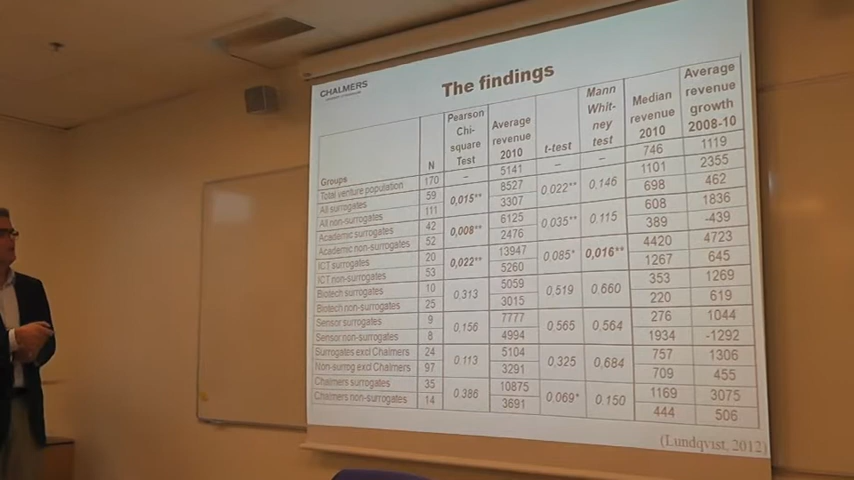 CHALMERS
The findings
Groups N Pearson Chi-square Test Average revenue 2010 t-test Mann Whit-ney test Median revenue 2010 Average revenue growth 2008-10
Total venture population 170 – 5141 – – 746 1119
All surrogates 59 0,015** 8527 0 022** 0,146 1101 2355
All non-surrogates 111 3307 698 462
Academic surrogates 42 0,008** 6125 0 035** 0,115 608 1836
Academic non-surrogates 52 2476 389 -439
ICT surrogates 20 0,022** 13947 0 085* 0,016** 4420 4723
ICT non-surrogates 53 5260 1267 645
Biotech surrogates 10 0,313 5059 0,519 0,660 353 1269
Biotech non-surrogates 25 3015 220 619
Sensor surrogates 9 0,156 7777 0,565 0,564 276 1044
Sensor non-surrogates 8 4994 1934 -1292
Surrogates excl Chalmers 24 0,113 5104 0,325 0,684 757 1306
Non-surrog excl Chalmers 97 3291 709 455
Chalmers surrogates 35 0,386 10875 0,069* 0,150 1169 3075
Chalmers non-surrogates 14 3691 444 506
(Lundqvist, 2012)